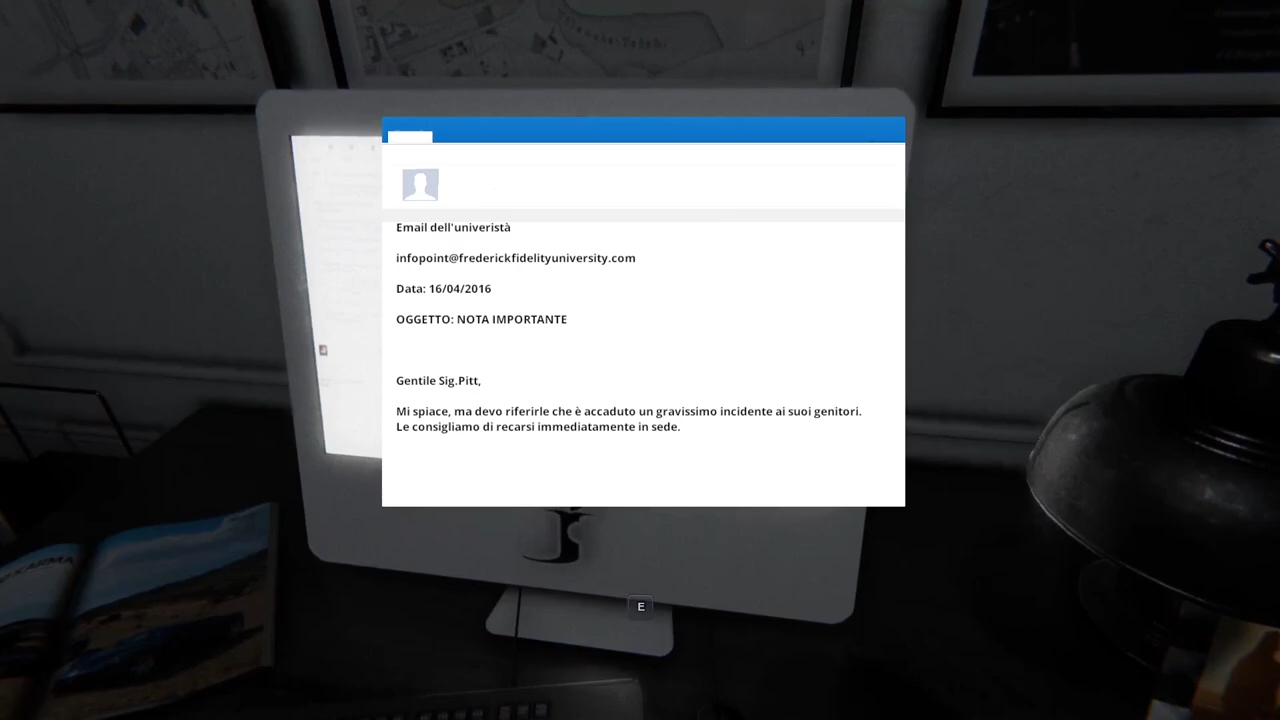 Email dell'univeristà
infopoint@frederickfidelityuniversity.com
Data: 16/04/2016
OGGETTO: NOTA IMPORTANTE
Gentile Sig.Pitt,
Mi spiace, ma devo riferirle che è accaduto un gravissimo incidente ai suoi genitori.
Le consigliamo di recarsi immediatamente in sede.
E